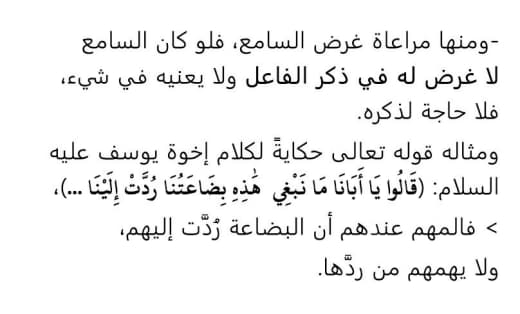 -ومنها مراعاة غرض السامع، فلو كان السامع
لا غرض له في ذكر الفاعل ولا يعنيه في شيء،
فلا حاجة لذكره.
ومثاله قوله تعالى حكايةً لكلام إخوة يوسف عليه
السلام: (قَالُوا يَا أَبَانَا مَا نَبْغِي هَٰذِهِ بِضَاعَتُنَا رُدَّتْ إِلَيْنَا ...)،
> فالمهم عندهم أن البضاعة رُدَّت إليهم،
ولا يهمهم من ردَّها.